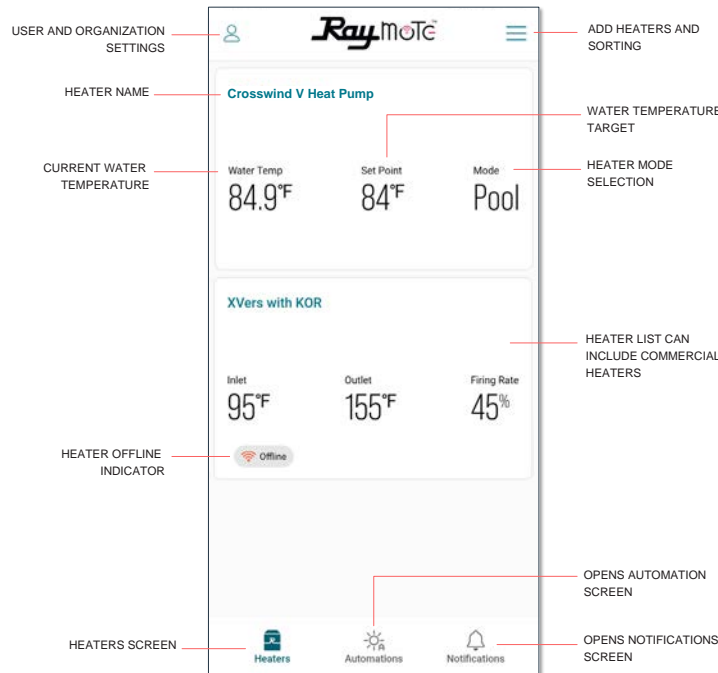 USER AND ORGANIZATION
SETTINGS
RaymoTe
ADD HEATERS AND
SORTING
HEATER NAME
Crosswind V Heat Pump
WATER TEMPERATURE
TARGET
CURRENT WATER
TEMPERATURE
Water Temp
84.9°F
Set Point
84°F
Mode
Pool
HEATER MODE
SELECTION
XVers with KOR
HEATER LIST CAN
INCLUDE COMMERCIAL
HEATERS
Inlet
95°F
Outlet
155°F
Firing Rate
45%
HEATER OFFLINE
INDICATOR
Offline
OPENS AUTOMATION
SCREEN
HEATERS SCREEN
Heaters
A
Automations
Notifications
OPENS NOTIFICATIONS
SCREEN